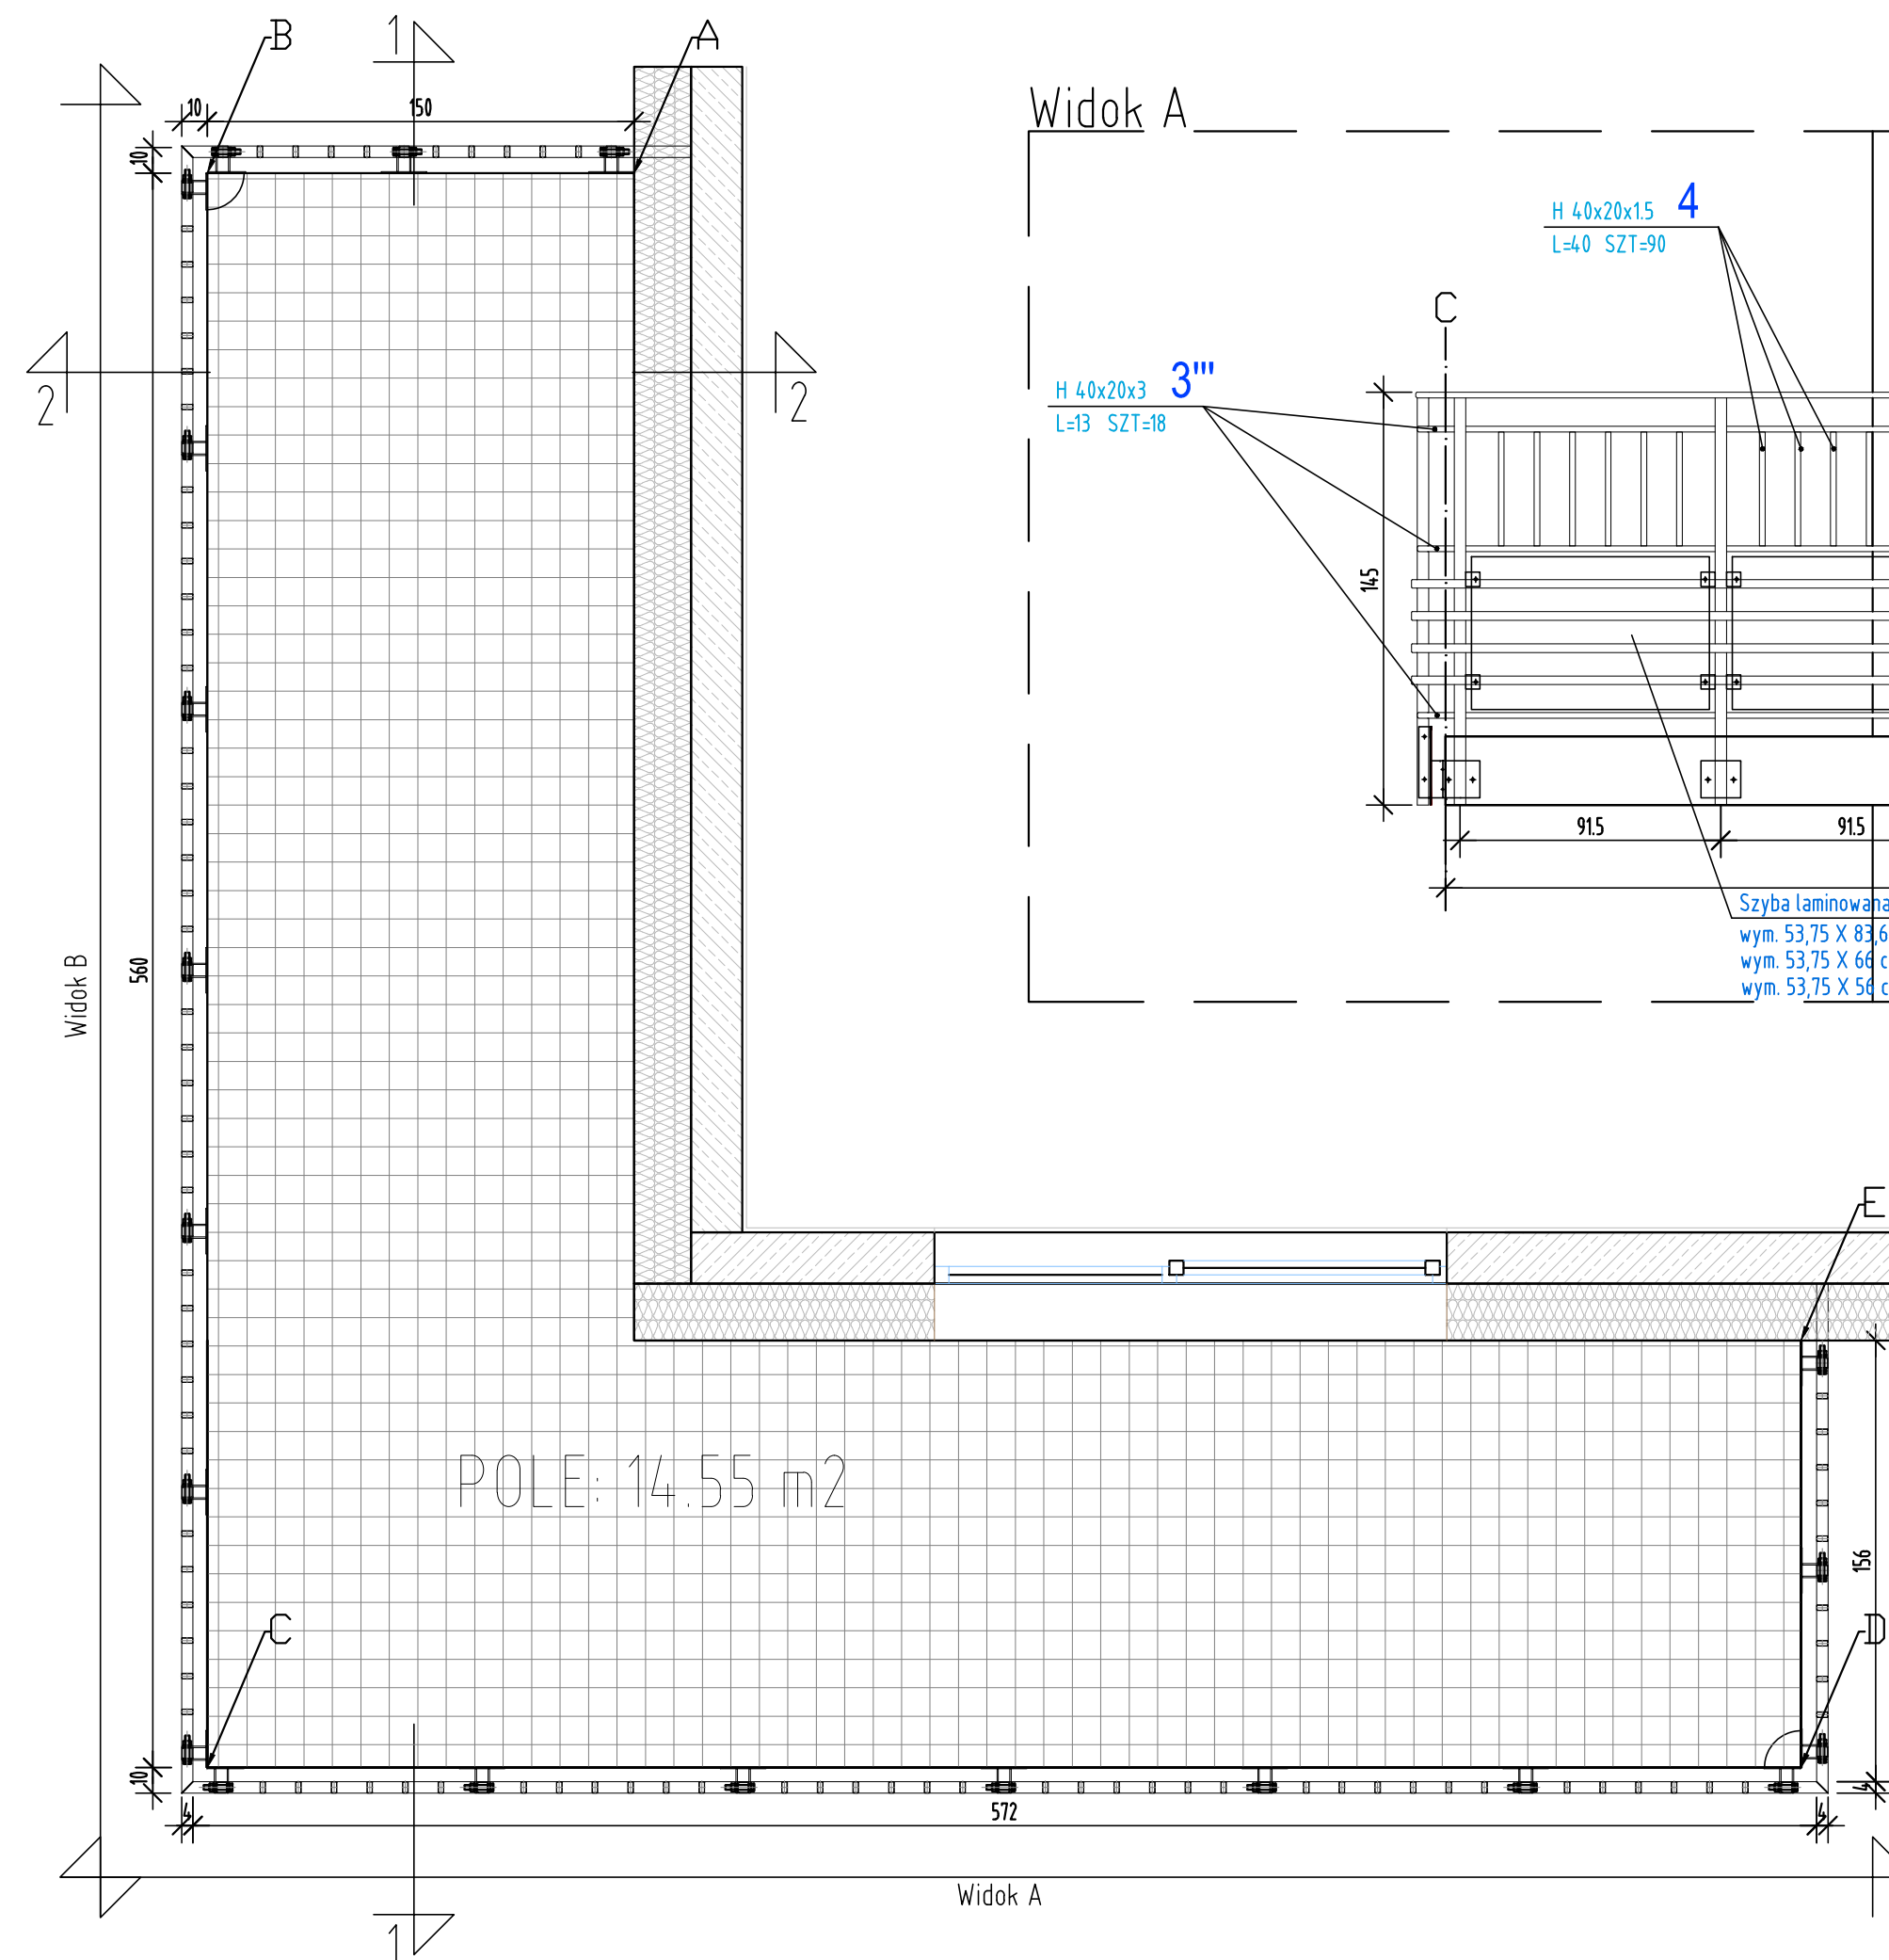 B
1
A
10
150
10
Widok A
H 40x20x1.5 4
L=40 SZT=90
C
2
2
H 40x20x3 3'''
L=13 SZT=18
145
91.5
91.5
Szyba laminowana
wym. 53,75 X 83,6
wym. 53,75 X 66 c
wym. 53,75 X 56 c
Widok B
560
E
POLE: 14.55 m2
156
C
D
10
4
4
572
4
Widok A
1